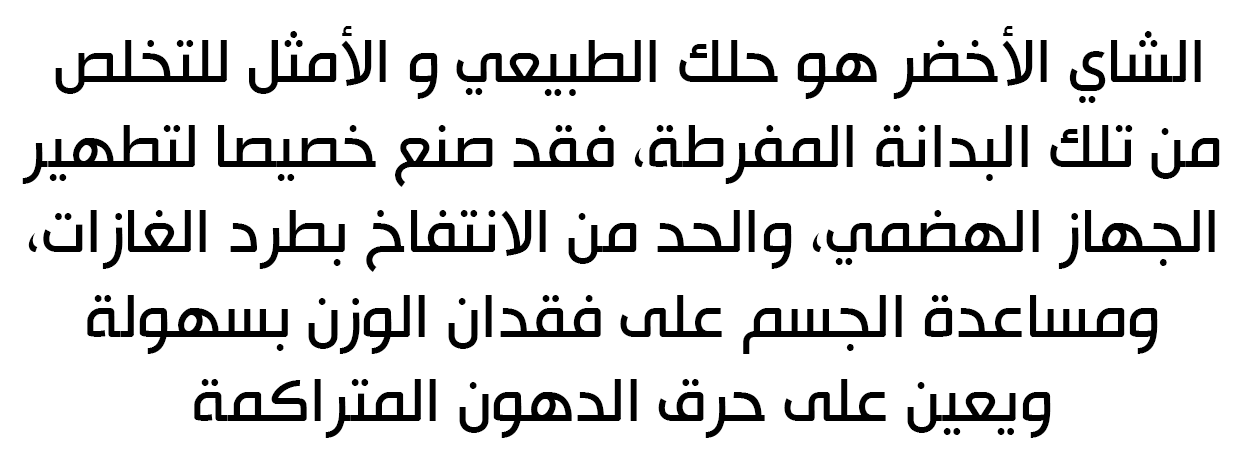 الشاي الأخضر هو حلك الطبيعي و الأمثل للتخلص
من تلك البدانة المفرطة، فقد صنع خصيصا لتطهير
الجهاز الهضمي، والحد من الانتفاخ بطرد الغازات،
ومساعدة الجسم على فقدان الوزن بسهولة
ويعين على حرق الدهون المتراكمة